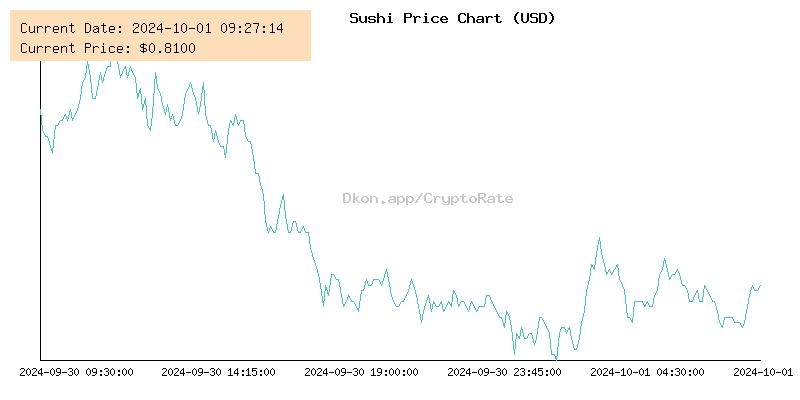 Sushi Price Chart (USD)
Current Date: 2024-10-01 09:27:14
Current Price: $0.8100
Dkon.app/CryptoRate
2024-09-30 09:30:00 2024-09-30 14:15:00 2024-09-30 19:00:00 2024-09-30 23:45:00 2024-10-01 04:30:00 2024-10-01